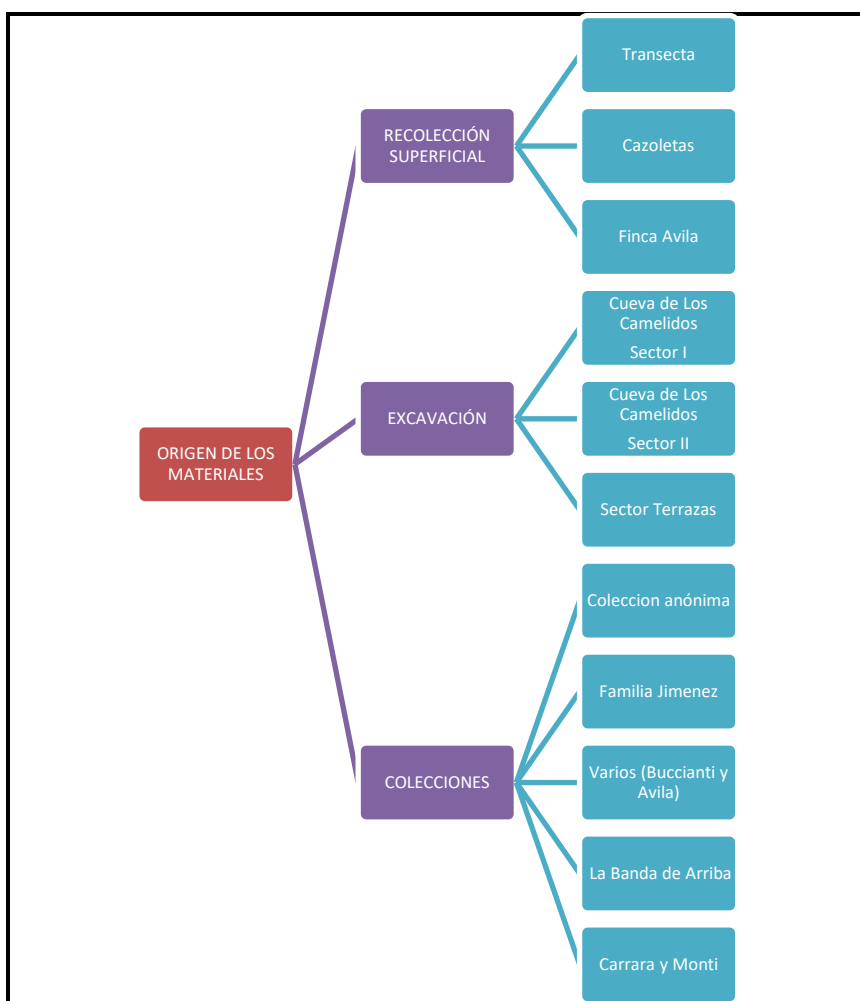 ORIGEN DE LOS
MATERIALES
RECOLECCIÓN
SUPERFICIAL
Transecta
Cazoletas
Finca Avila
EXCAVACIÓN
Cueva de Los
Camelidos
Sector I
Cueva de Los
Camelidos
Sector II
Sector Terrazas
COLECCIONES
Coleccion anónima
Familia Jimenez
Varios (Buccianti y
Avila)
La Banda de Arriba
Carrara y Monti